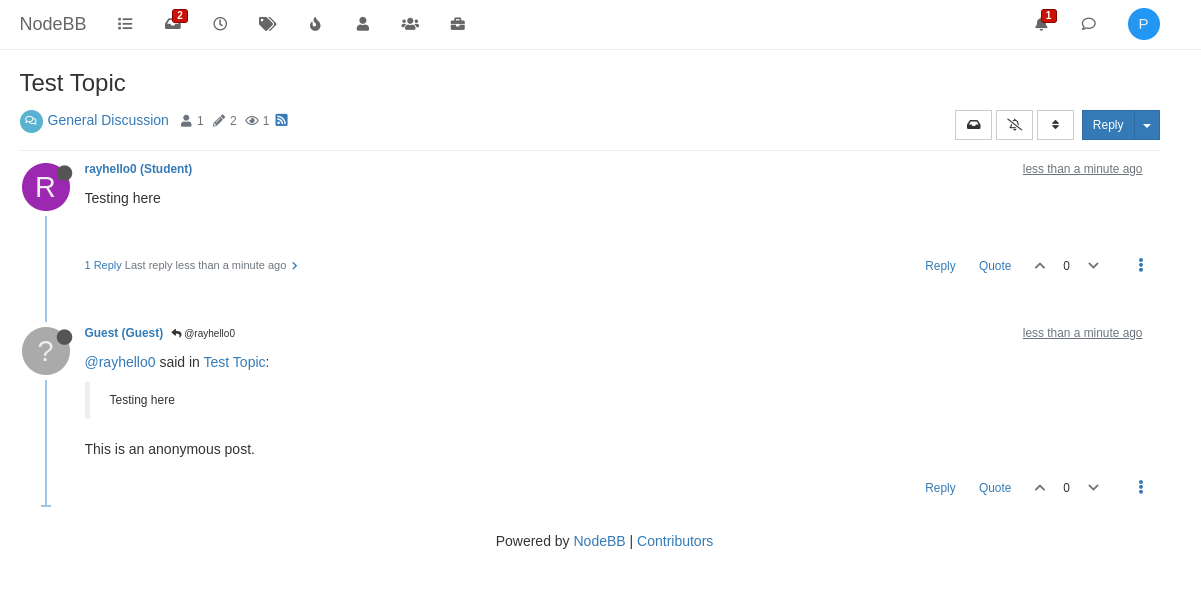 NodeBB 2 1 P
Test Topic
General Discussion 1 2 1 Reply
R rayhello0 (Student) less than a minute ago
Testing here
1 Reply Last reply less than a minute ago Reply Quote 0
? Guest (Guest) @rayhello0 less than a minute ago
@rayhello0 said in Test Topic:
Testing here
This is an anonymous post.
Reply Quote 0
Powered by NodeBB | Contributors